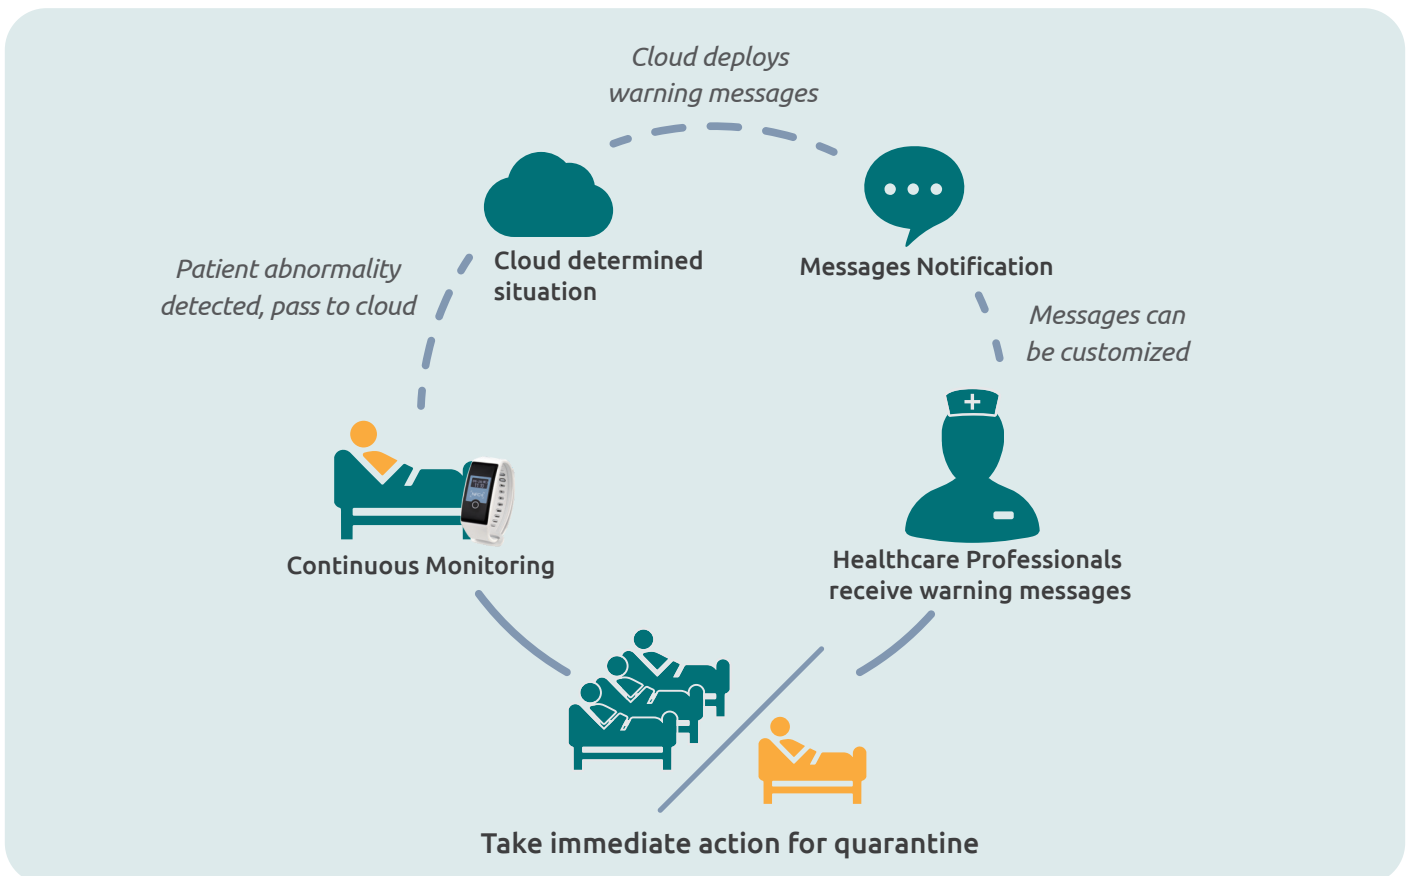 Cloud deploys
warning messages
Cloud determined
situation
Messages Notification
Patient abnormality
detected, pass to cloud
Messages can
be customized
Continuous Monitoring
Healthcare Professionals
receive warning messages
Take immediate action for quarantine